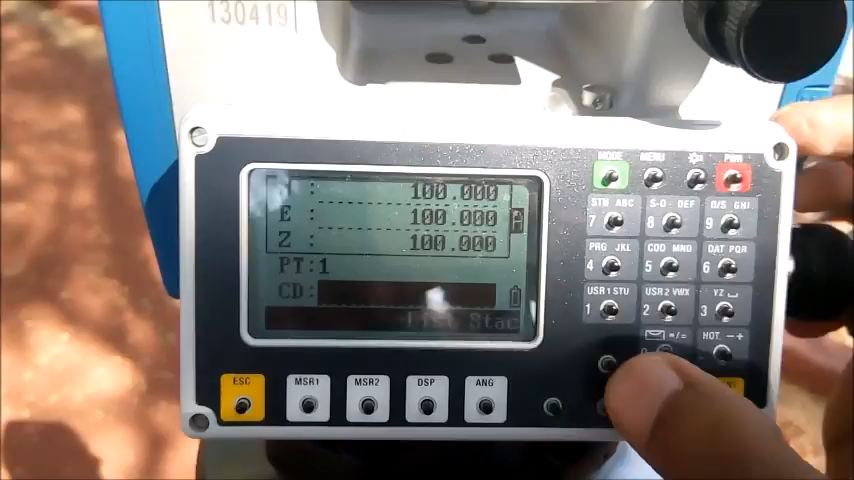 130419
N : 100.000
E : 100.000
Z : 100.000
PT:1
CD:
List Stac
MODE MENU PWR
STN ABC S-O DEF O/S GHI
7 8 9
PRG JKL COD MNO DAT PQR
4 5 6
USR1 STU USR2 VWX YZ
1 2 3
*/= HOT -+
ESC MSR1 MSR2 DSP ANG